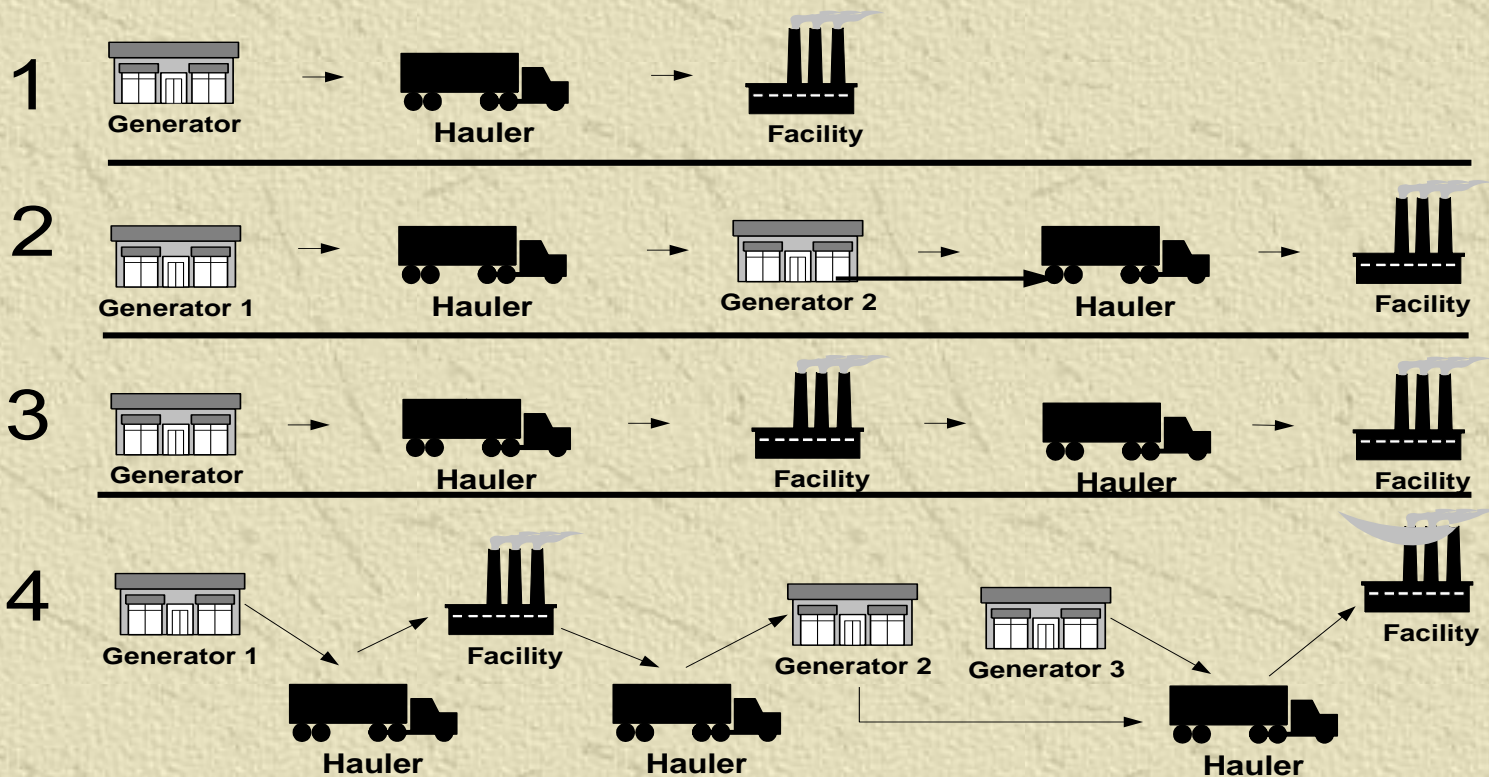 1
Generator
Hauler
Facility
2
Generator 1
Hauler
Generator 2
Hauler
Facility
3
Generator
Hauler
Facility
Hauler
Facility
4
Generator 1
Facility
Generator 2
Generator 3
Facility
Hauler
Hauler
Hauler